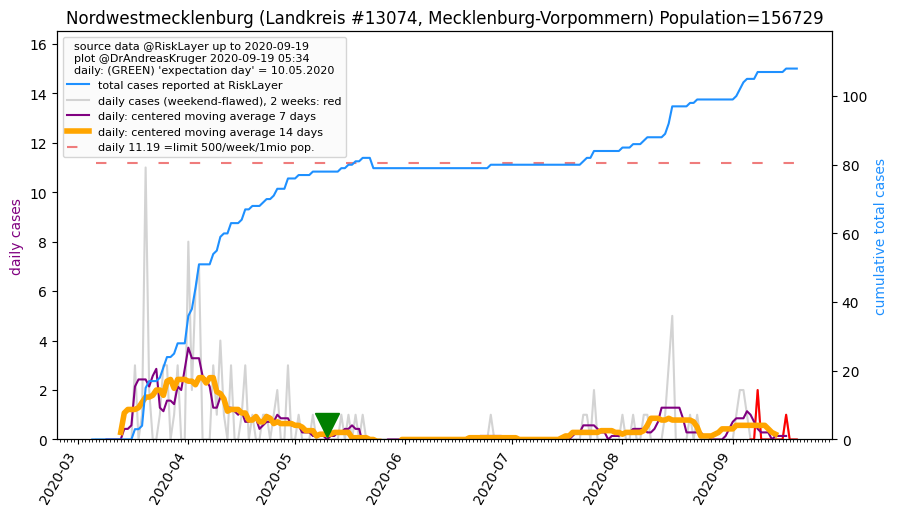 Nordwestmecklenburg (Landkreis #13074, Mecklenburg-Vorpommern) Population=156729
source data @RiskLayer up to 2020-09-19
plot @DrAndreasKruger 2020-09-19 05:34
daily: (GREEN) 'expectation day' = 10.05.2020
total cases reported at RiskLayer
daily cases (weekend-flawed), 2 weeks: red
daily: centered moving average 7 days
daily: centered moving average 14 days
daily 11.19 =limit 500/week/1mio pop.
daily cases
16
14
12
10
8
6
4
2
0
100
80
60
40
20
0
cumulative total cases
2020-03
2020-04
2020-05
2020-06
2020-07
2020-08
2020-09